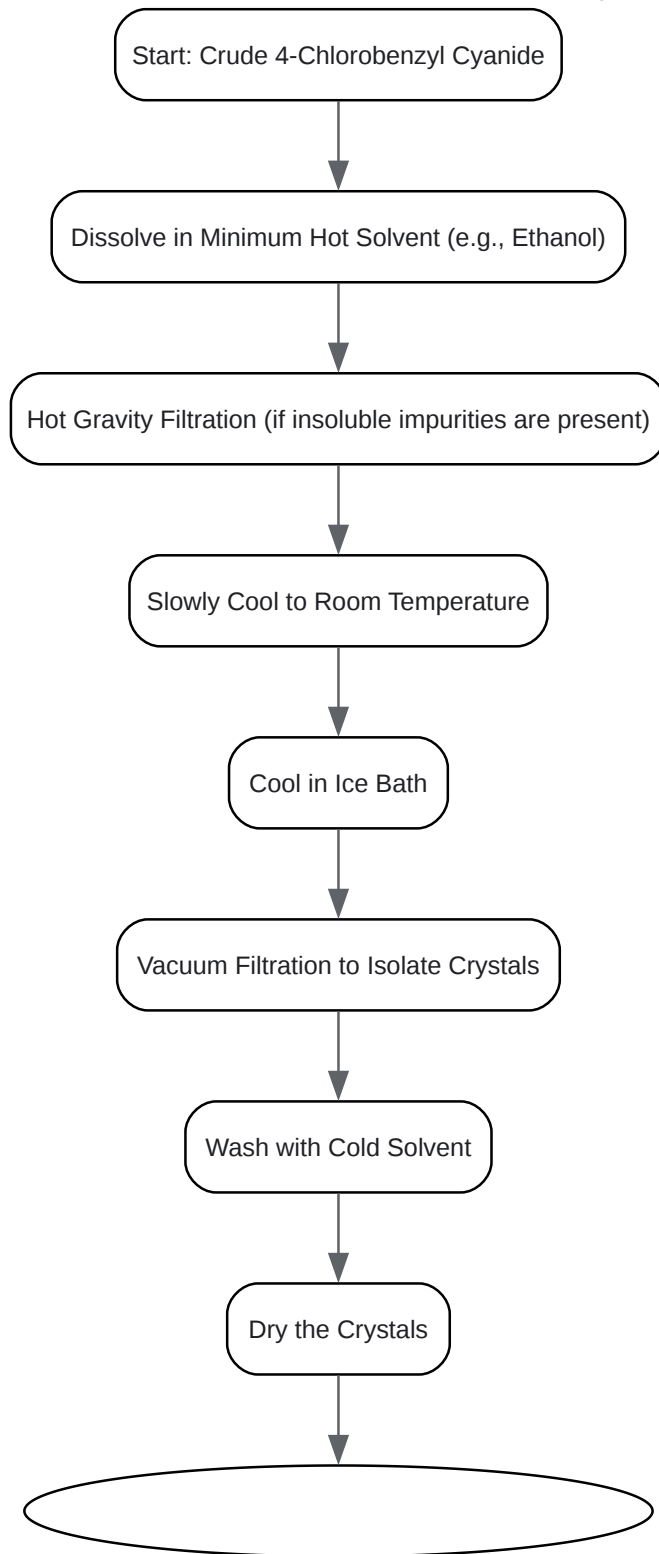 Start: Crude 4-Chlorobenzyl Cyanide
Dissolve in Minimum Hot Solvent (e.g., Ethanol)
Hot Gravity Filtration (if insoluble impurities are present)
Slowly Cool to Room Temperature
Cool in Ice Bath
Vacuum Filtration to Isolate Crystals
Wash with Cold Solvent
Dry the Crystals